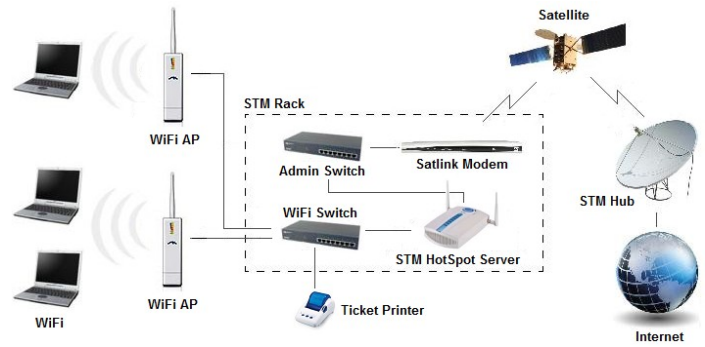 Satellite
STM Rack
WiFi AP
Admin Switch
Satlink Modem
STM Hub
WiFi Switch
STM HotSpot Server
WiFi AP
Ticket Printer
WiFi
Internet